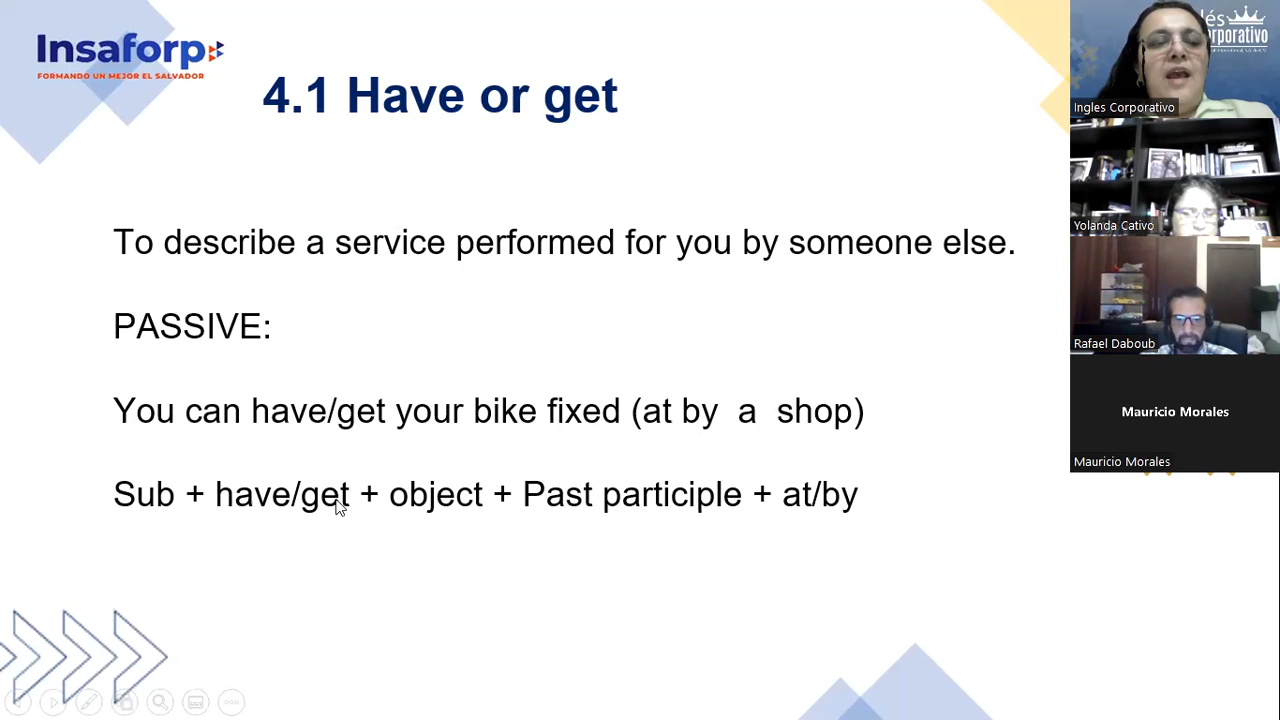 Insaforp
FORMANDO UN MEJOR EL SALVADOR
4.1 Have or get
To describe a service performed for you by someone else.
PASSIVE:
You can have/get your bike fixed (at by a shop)
Sub + have/get + object + Past participle + at/by
és
orporativo
Ingles Corporativo
Yolanda Cativo
Rafael Daboub
Mauricio Morales
Mauricio Morales